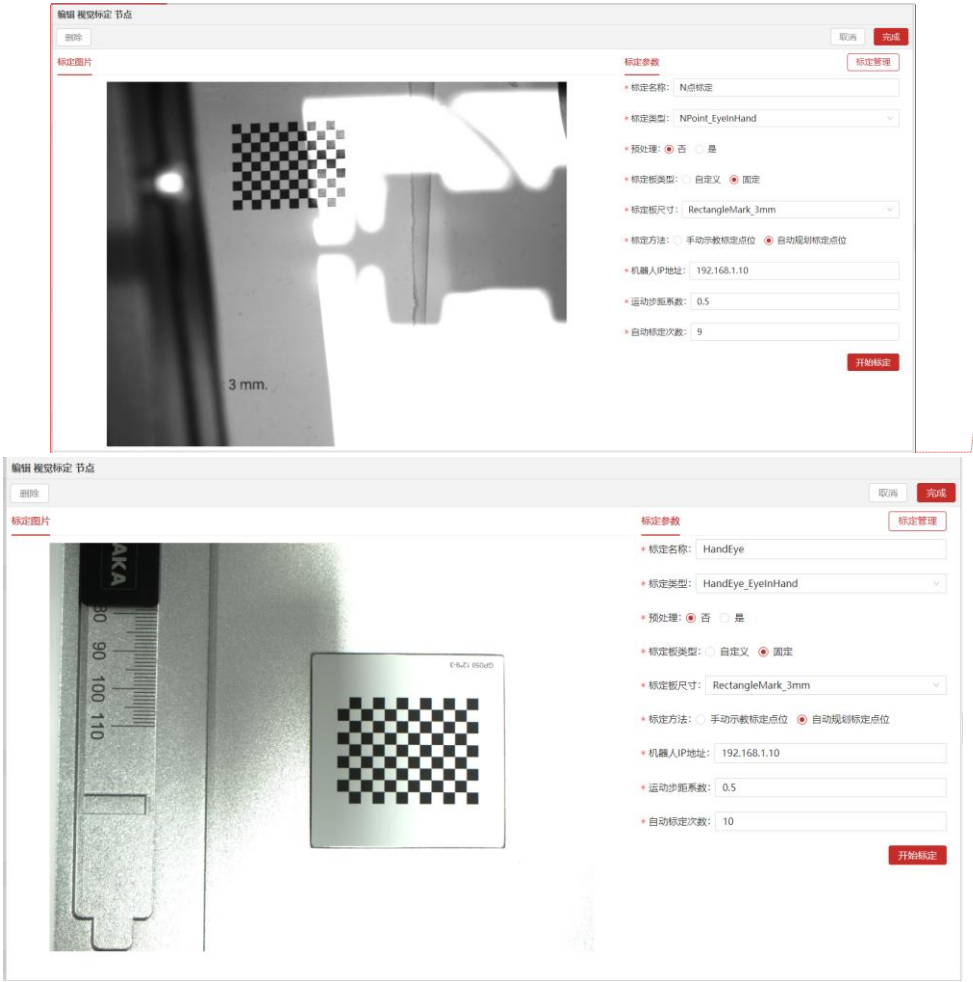 编辑 视觉标定 节点
删除 取消 完成
标定图片 标定参数 标定管理
* 标定名称： N点标定
* 标定类型： NPoint_EyeInHand
* 预处理： 否 是
* 标定板类型： 自定义 固定
* 标定板尺寸： RectangleMark_3mm
* 标定方法： 手动示教标定点位 自动规划标定点位
* 机器人IP地址： 192.168.1.10
* 运动步距系数： 0.5
* 自动标定次数： 9
开始标定
3 mm.
编辑 视觉标定 节点
删除 取消 完成
标定图片 标定参数 标定管理
* 标定名称： HandEye
* 标定类型： HandEye_EyeInHand
* 预处理： 否 是
* 标定板类型： 自定义 固定
* 标定板尺寸： RectangleMark_3mm
* 标定方法： 手动示教标定点位 自动规划标定点位
* 机器人IP地址： 192.168.1.10
* 运动步距系数： 0.5
* 自动标定次数： 10
开始标定
AKA
80
90
100
110
GP050 12*9-3